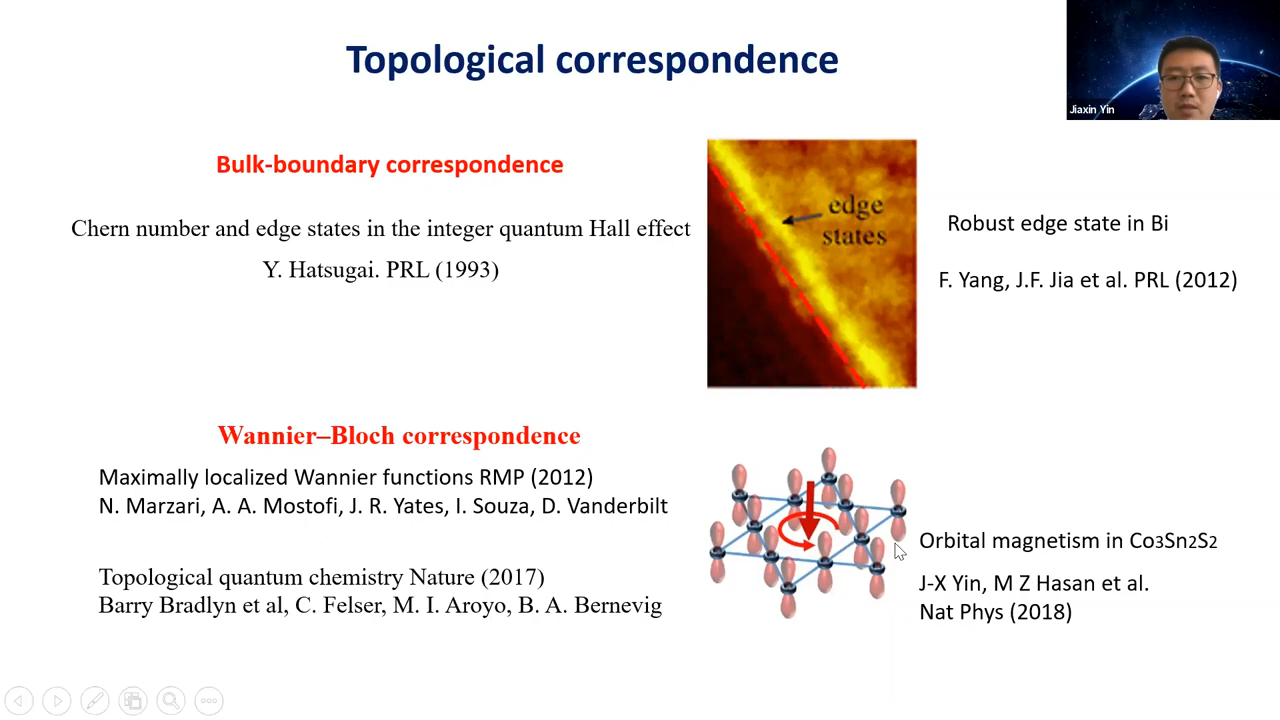 Topological correspondence
Jiaxin Yin
Bulk-boundary correspondence
Chern number and edge states in the integer quantum Hall effect
Y. Hatsugai. PRL (1993)
edge
states
Robust edge state in Bi
F. Yang, J.F. Jia et al. PRL (2012)
Wannier–Bloch correspondence
Maximally localized Wannier functions RMP (2012)
N. Marzari, A. A. Mostofi, J. R. Yates, I. Souza, D. Vanderbilt
Topological quantum chemistry Nature (2017)
Barry Bradlyn et al, C. Felser, M. I. Aroyo, B. A. Bernevig
Orbital magnetism in Co3Sn2S2
J-X Yin, M Z Hasan et al.
Nat Phys (2018)